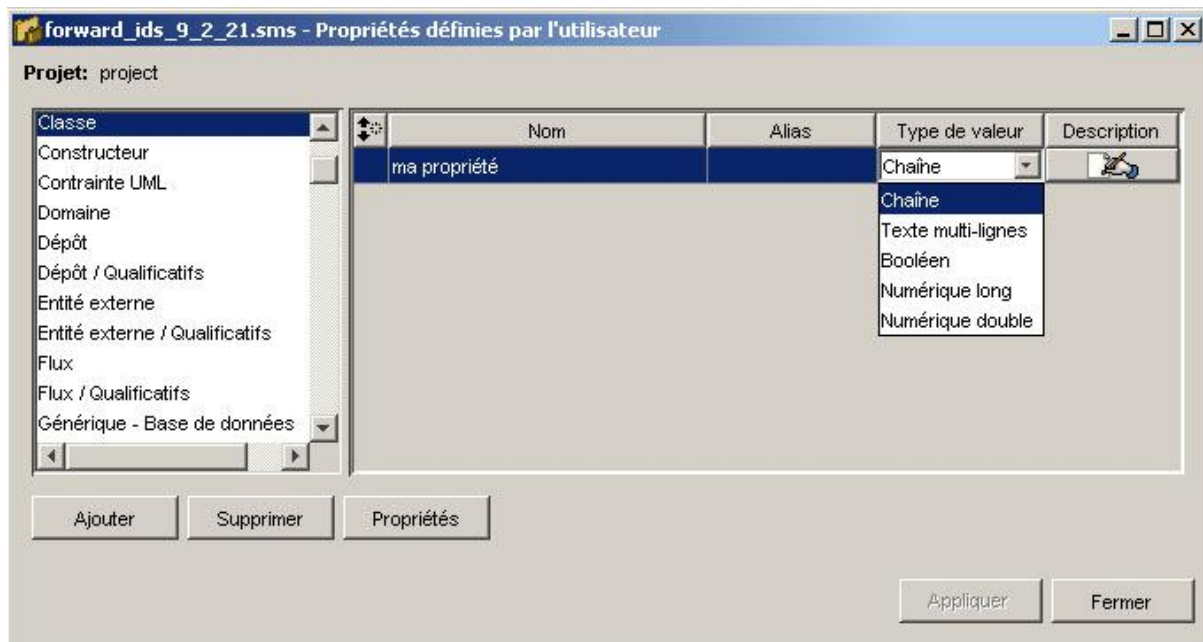 forward_ids_9_2_21.sms - Propriétés définies par l'utilisateur
Projet: project
Classe
Constructeur
Contrainte UML
Domaine
Dépôt
Dépôt / Qualificatifs
Entité externe
Entité externe / Qualificatifs
Flux
Flux / Qualificatifs
Générique - Base de données
Nom Alias Type de valeur Description
ma propriété Chaîne
Chaîne
Texte multi-lignes
Booléen
Numérique long
Numérique double
Ajouter Supprimer Propriétés
Appliquer Fermer